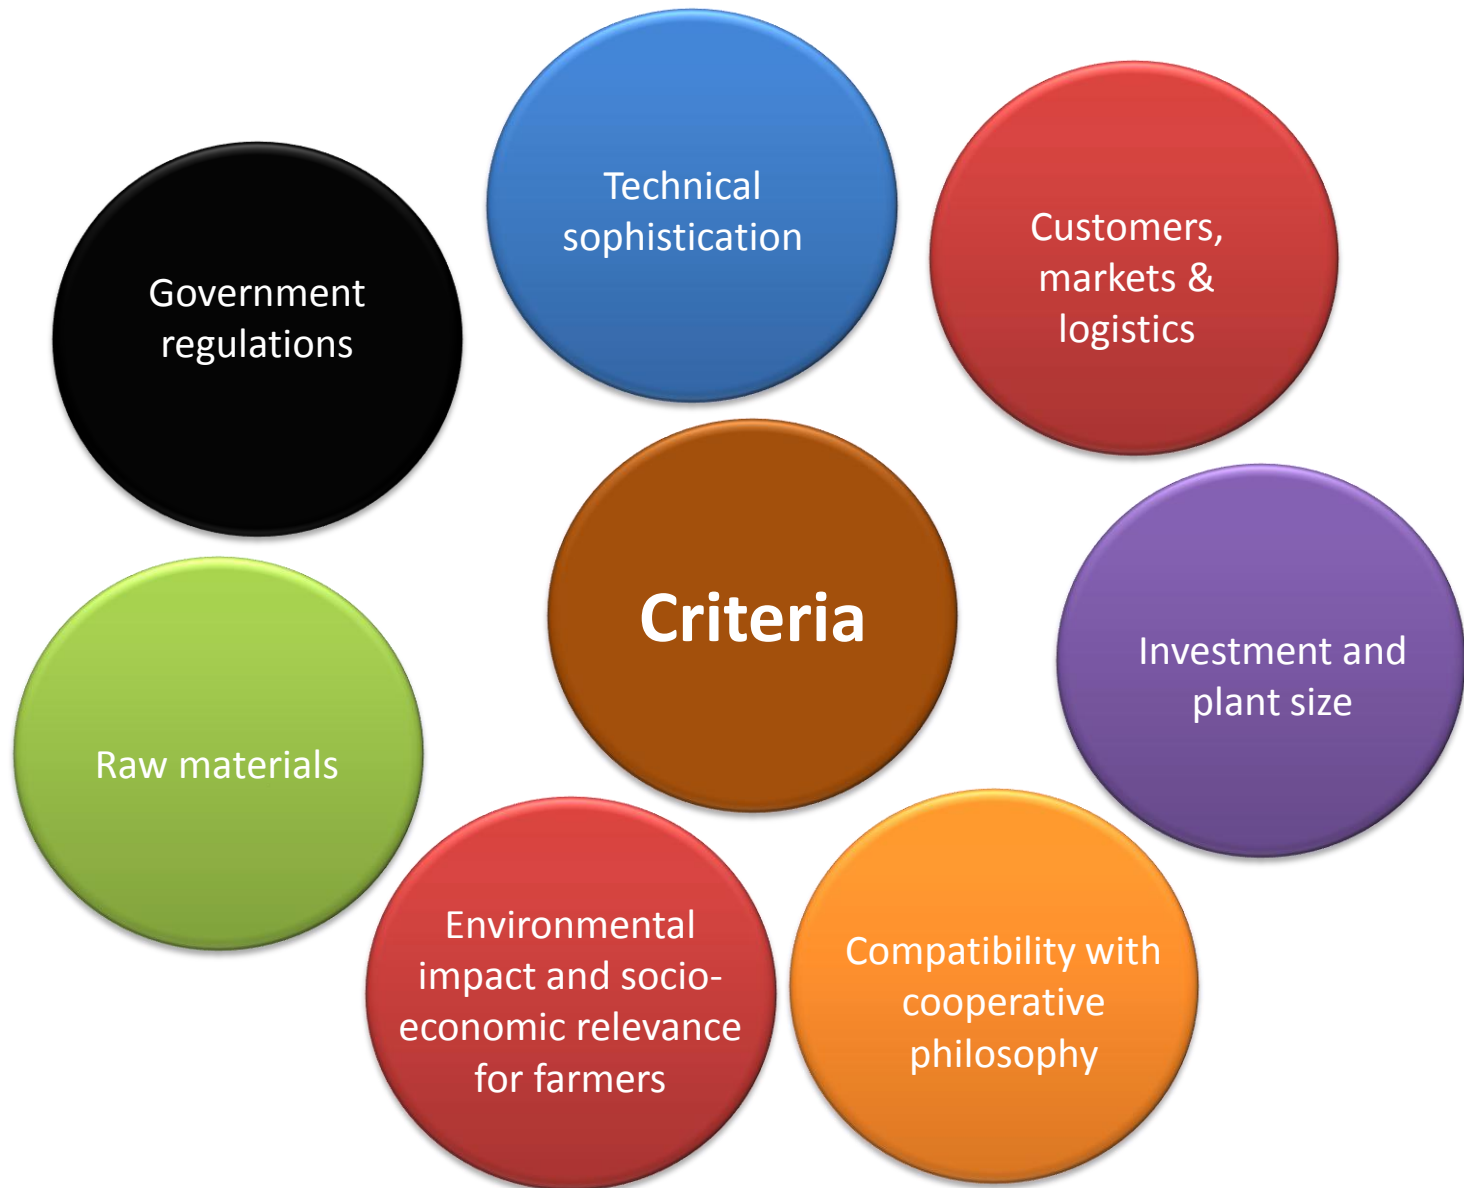 Technical
sophistication
Customers,
markets &
logistics
Government
regulations
Criteria
Investment and
plant size
Raw materials
Environmental
impact and socio-
economic relevance
for farmers
Compatibility with
cooperative
philosophy